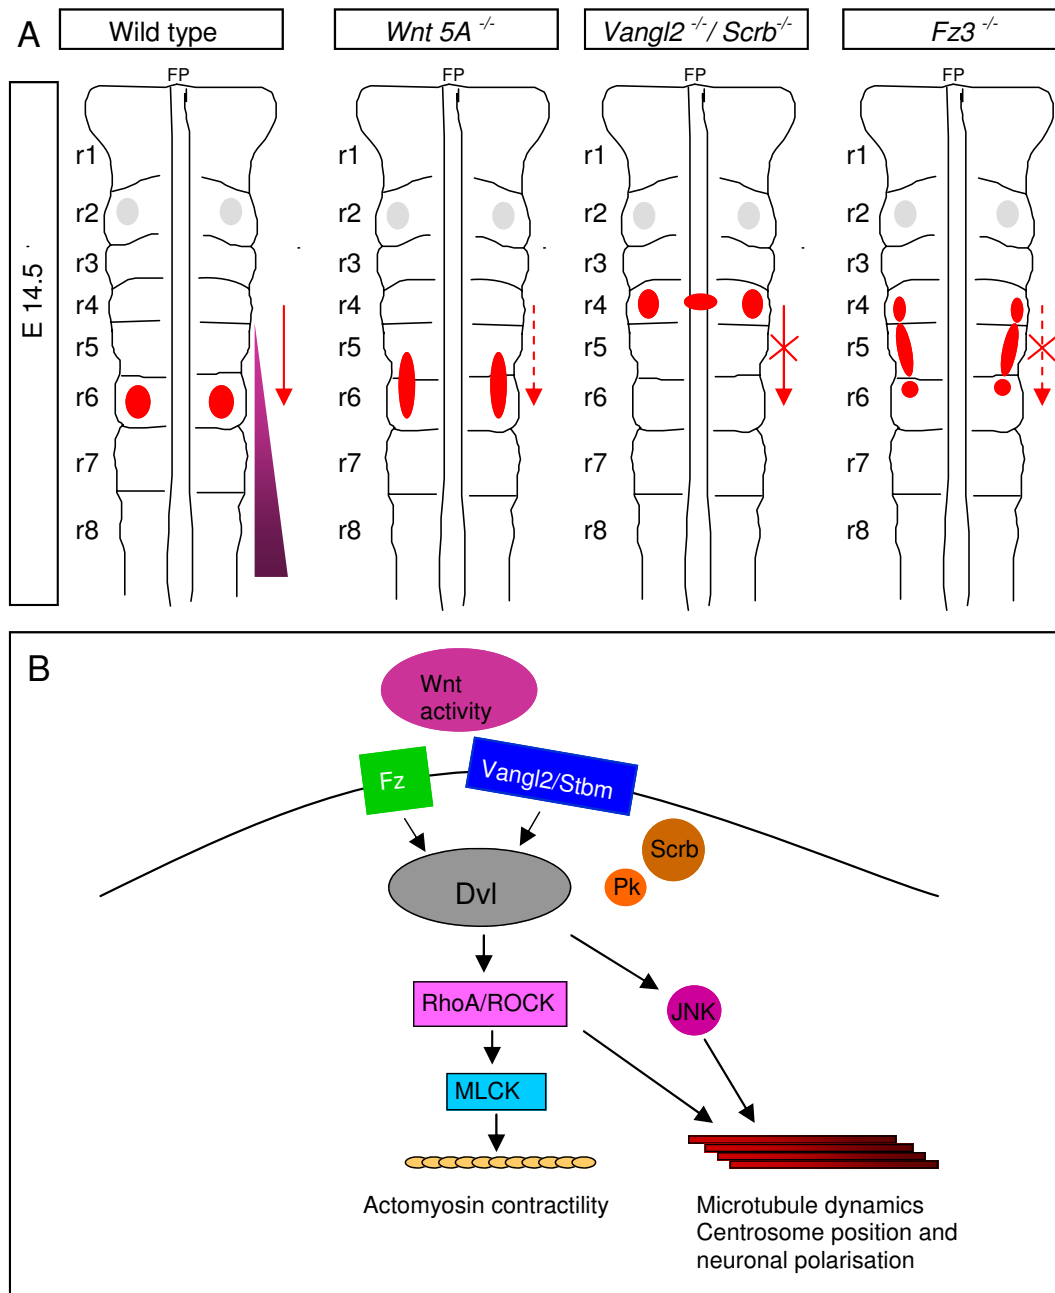 A
Wild type
Wnt 5A -/-
Vangl2 -/-/ Scrb-/-
Fz3 -/-
E 14.5
FP
r1
r2
r3
r4
r5
r6
r7
r8
FP
r1
r2
r3
r4
r5
r6
r7
r8
FP
r1
r2
r3
r4
r5
r6
r7
r8
FP
r1
r2
r3
r4
r5
r6
r7
r8
B
Wnt
activity
Fz
Vangl2/Stbm
Scrb
Pk
Dvl
RhoA/ROCK
JNK
MLCK
Actomyosin contractility
Microtubule dynamics
Centrosome position and
neuronal polarisation